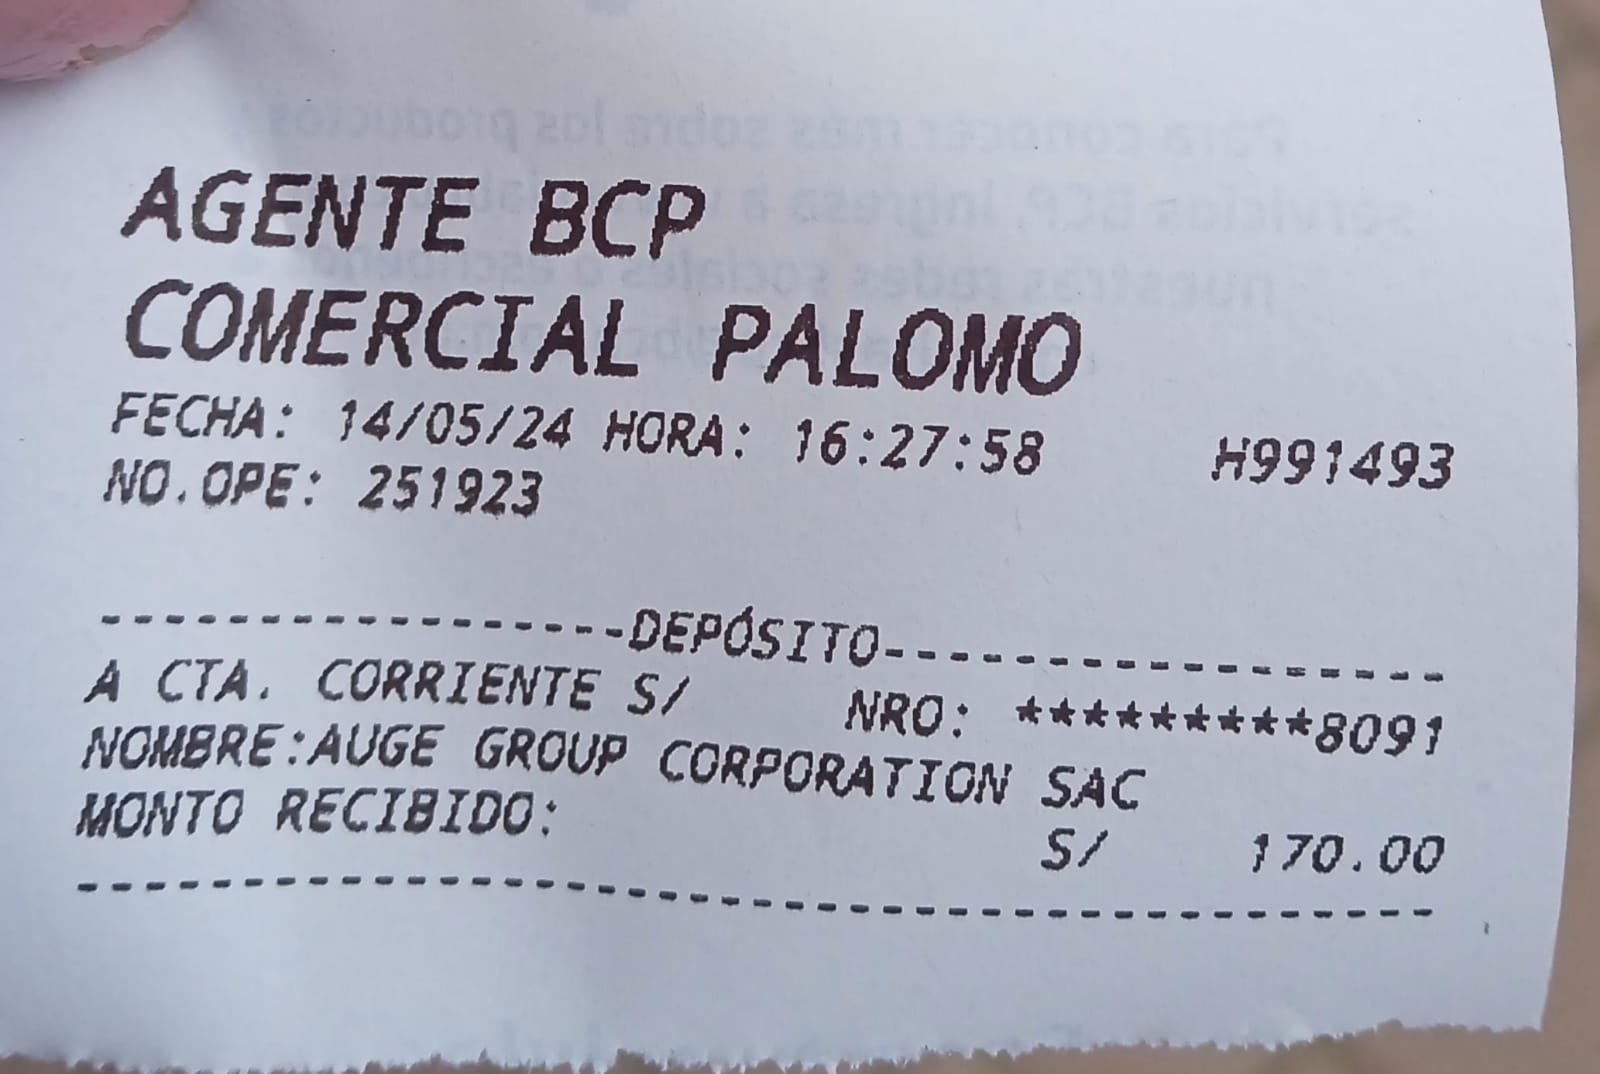 AGENTE BCP
COMERCIAL PALOMO
FECHA: 14/05/24 HORA: 16:27:58 H991493
NO.OPE: 251923
-----------------DEPÓSITO------------------
A CTA. CORRIENTE S/ NRO: *********8091
NOMBRE:AUGE GROUP CORPORATION SAC
MONTO RECIBIDO: S/ 170.00
------------------------------------------